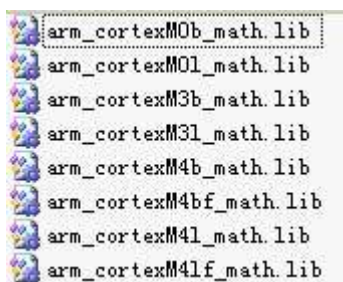 arm_cortexM0b_math.lib
arm_cortexM0l_math.lib
arm_cortexM3b_math.lib
arm_cortexM3l_math.lib
arm_cortexM4b_math.lib
arm_cortexM4bf_math.lib
arm_cortexM4l_math.lib
arm_cortexM4lf_math.lib